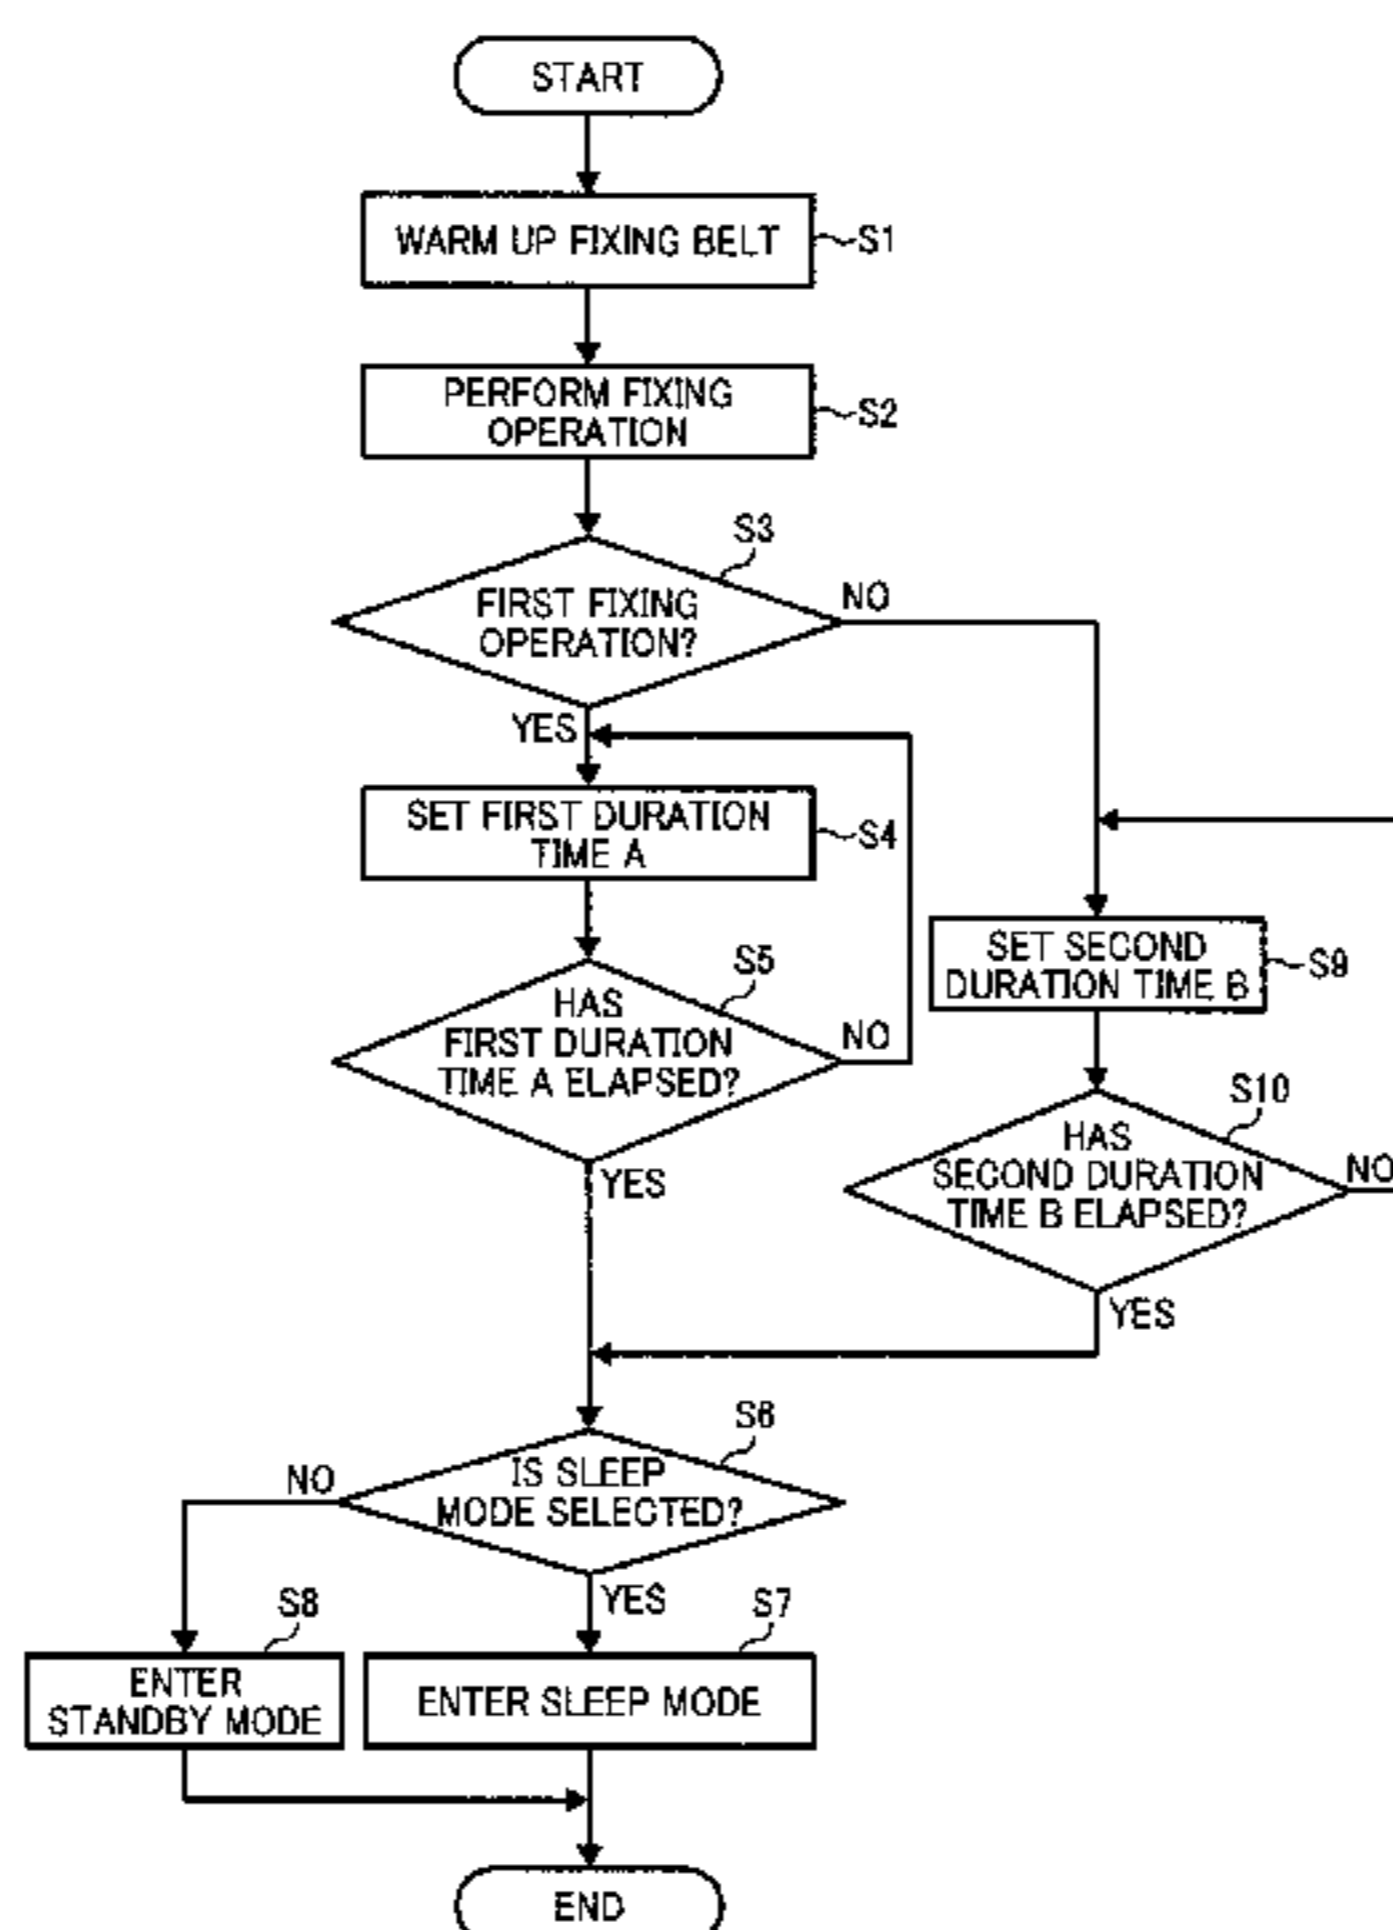 START
WARM UP FIXING BELT
S1
PERFORM FIXING
OPERATION
S2
S3
FIRST FIXING
OPERATION?
NO
YES
SET FIRST DURATION
TIME A
S4
S5
HAS
FIRST DURATION
TIME A ELAPSED?
NO
YES
SET SECOND
DURATION TIME B
S9
S10
HAS
SECOND DURATION
TIME B ELAPSED?
NO
YES
S6
IS SLEEP
MODE SELECTED?
NO
YES
S8
ENTER
STANDBY MODE
S7
ENTER SLEEP MODE
END